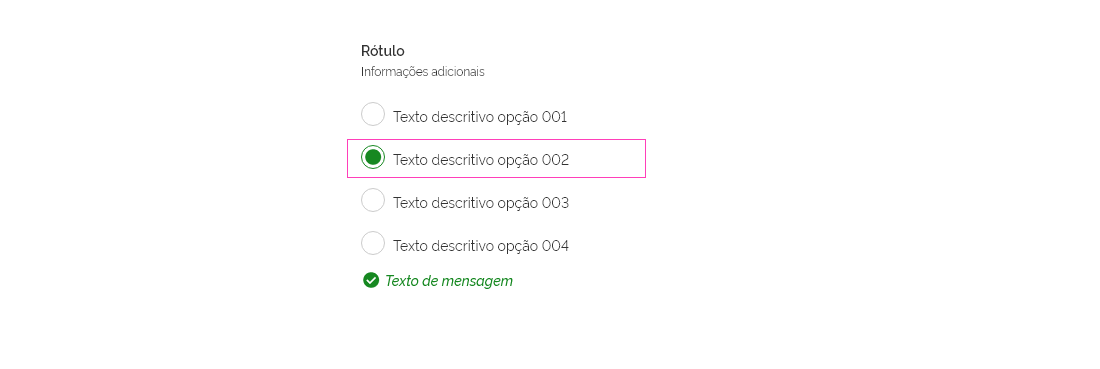 Rótulo
Informações adicionais
Texto descritivo opção 001
Texto descritivo opção 002
Texto descritivo opção 003
Texto descritivo opção 004
Texto de mensagem